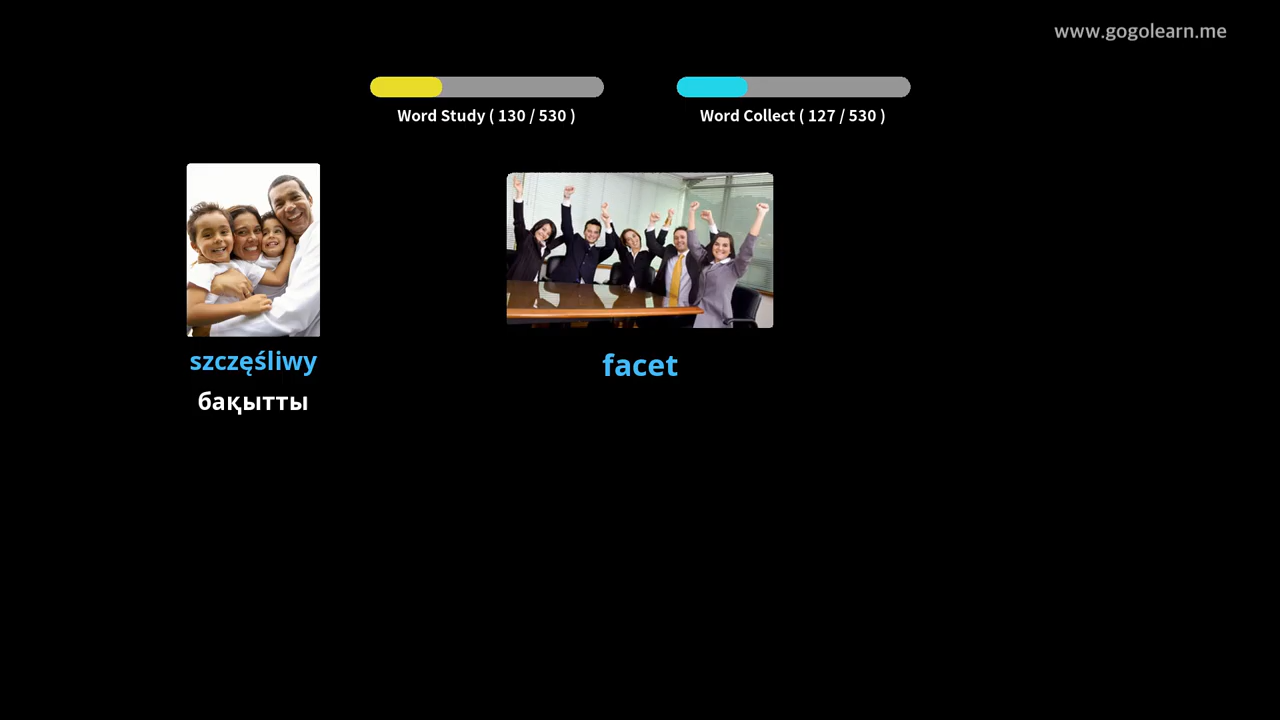 www.gogolearn.me
Word Study ( 130 / 530 )
Word Collect ( 127 / 530 )
szczęśliwy
бақытты
facet